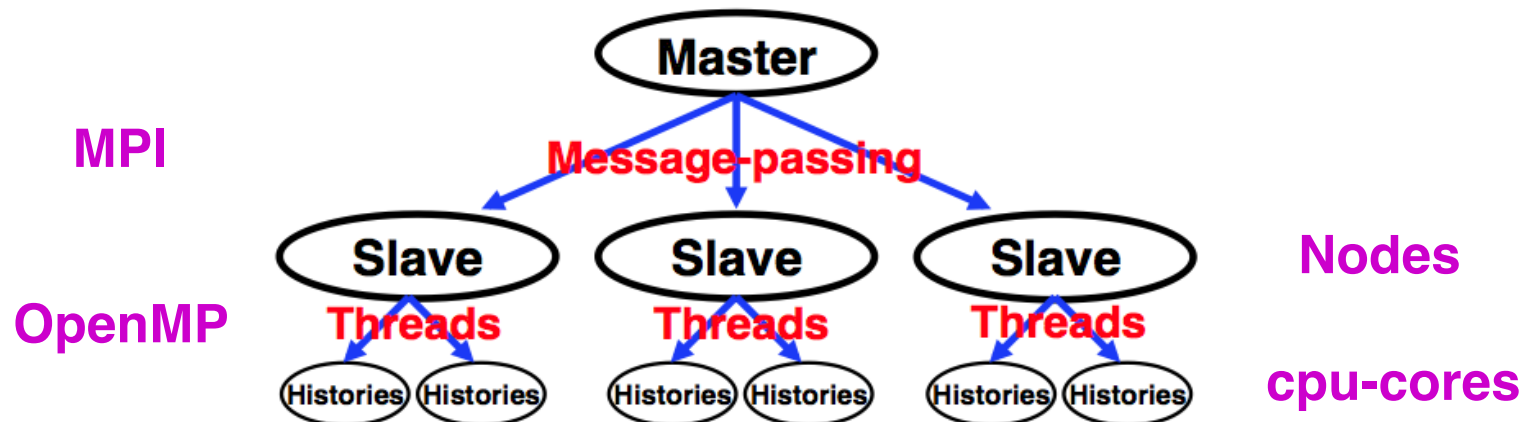 Master
MPI
Message-passing
Slave Slave Slave
Nodes
OpenMP
Threads Threads Threads
Histories Histories Histories Histories Histories Histories
cpu-cores